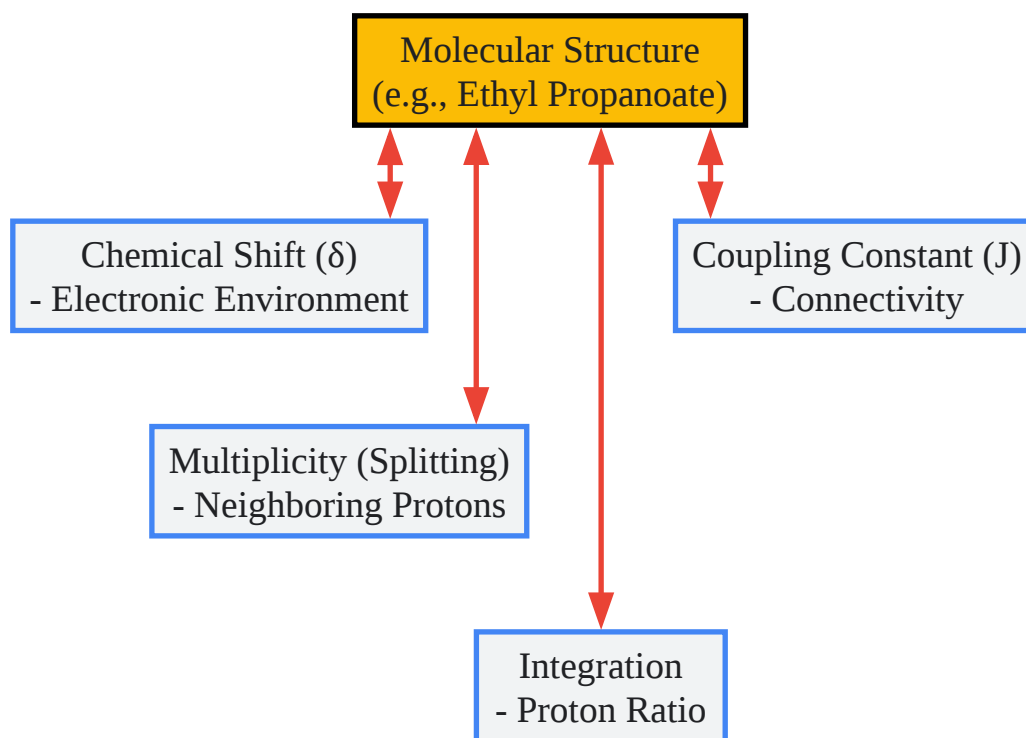 Molecular Structure
(e.g., Ethyl Propanoate)
Chemical Shift (δ)
- Electronic Environment
Coupling Constant (J)
- Connectivity
Multiplicity (Splitting)
- Neighboring Protons
Integration
- Proton Ratio